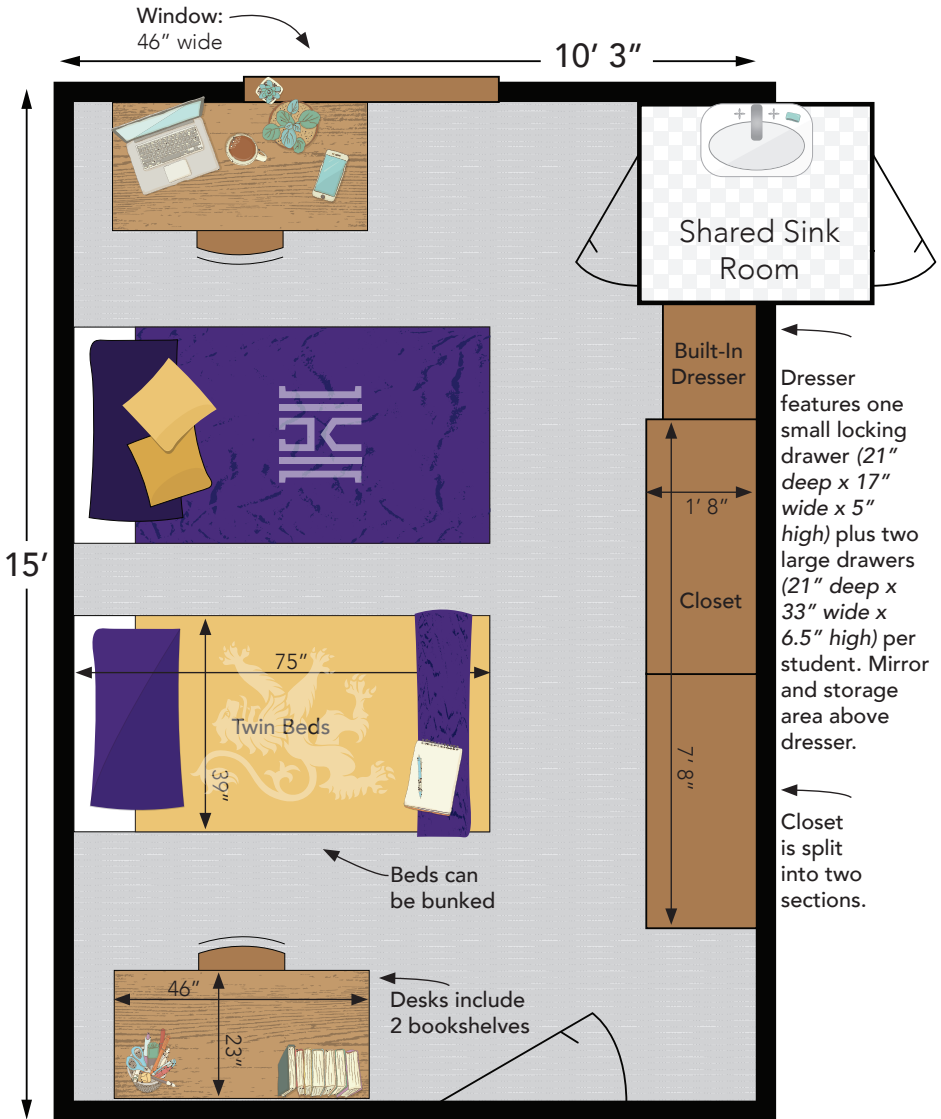 Window:
46” wide
10’ 3”
15’
Shared Sink
Room
Built-In
Dresser
1’ 8”
Closet
7’ 8”
Dresser
features one
small locking
drawer (21”
deep x 17”
wide x 5”
high) plus two
large drawers
(21” deep x
33” wide x
6.5” high) per
student. Mirror
and storage
area above
dresser.
Closet
is split
into two
sections.
75”
Twin Beds
39”
Beds can
be bunked
46”
23”
Desks include
2 bookshelves